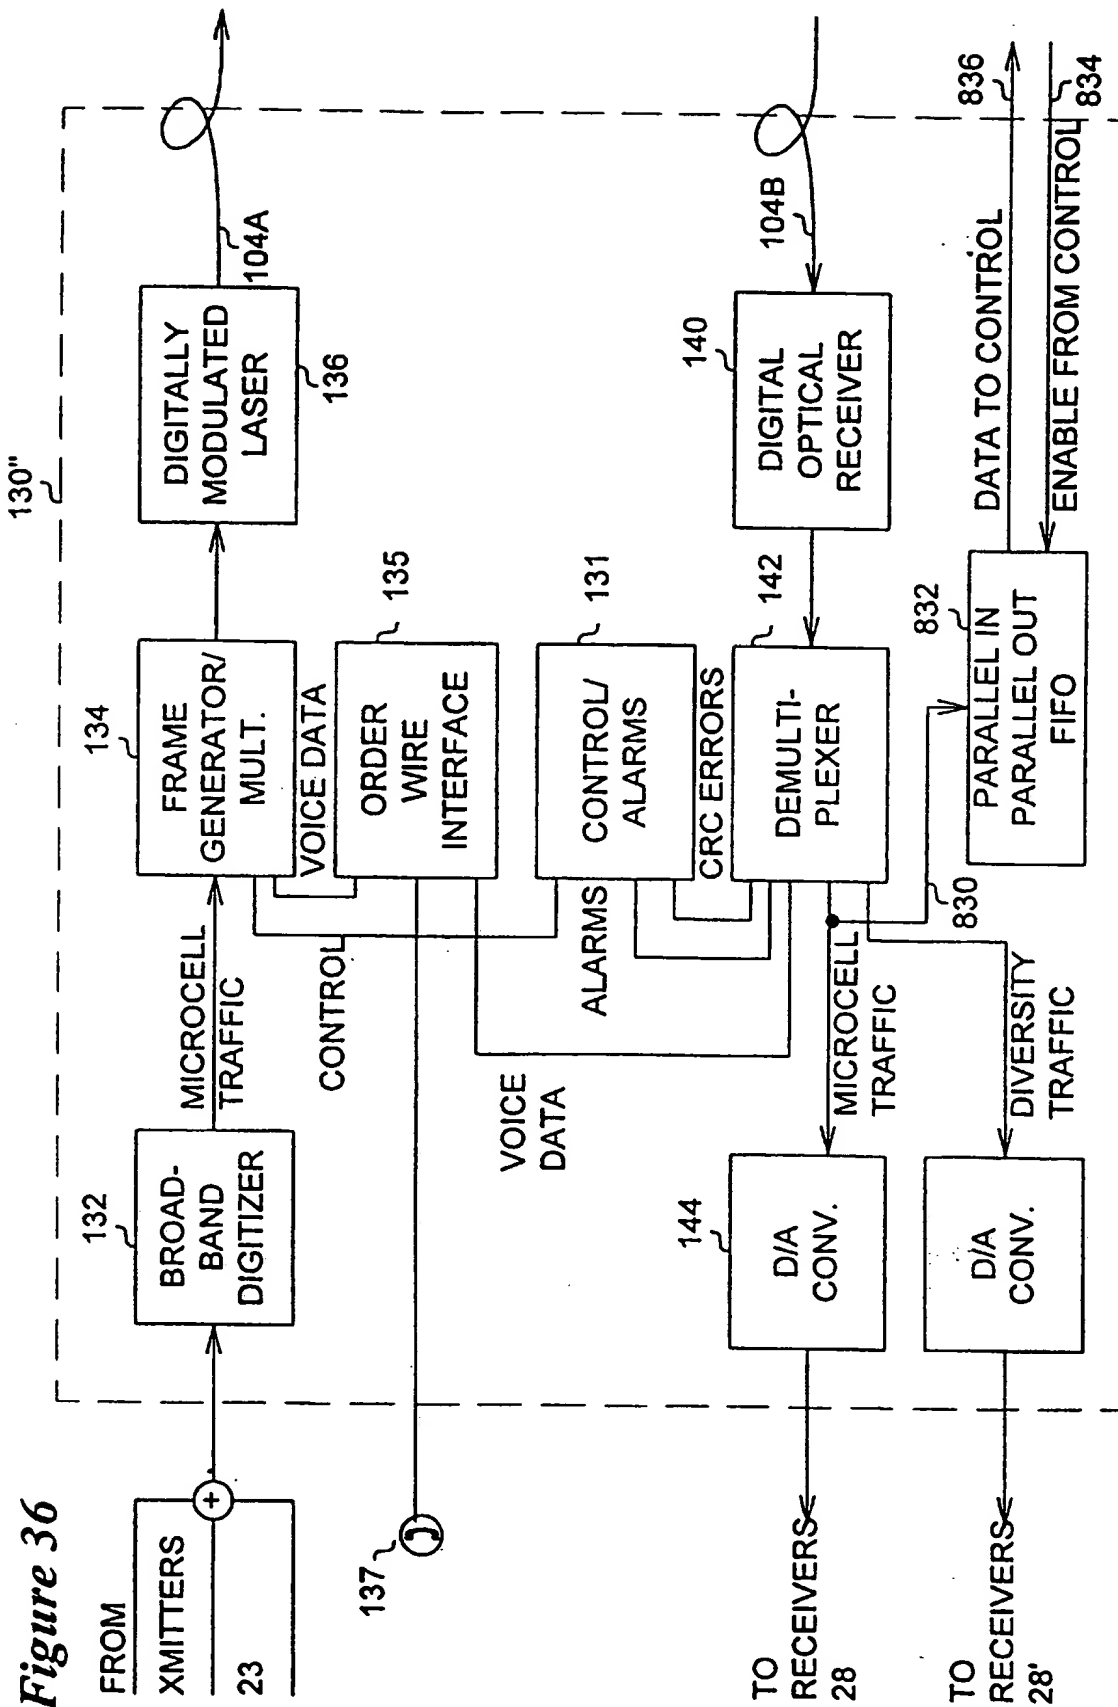 Figure 36
FROM
XMITTERS
23
+
130"
132
BROAD-
BAND
DIGITIZER
MICROCELL
TRAFFIC
134
FRAME
GENERATOR/
MULT.
DIGITALLY
MODULATED
LASER
136
104A
VOICE DATA
CONTROL
135
ORDER
WIRE
INTERFACE
137
131
CONTROL/
ALARMS
ALARMS
CRC ERRORS
VOICE
DATA
142
DEMULTI-
PLEXER
140
DIGITAL
OPTICAL
RECEIVER
104B
144
D/A
CONV.
MICROCELL
TRAFFIC
TO
RECEIVERS
28
D/A
CONV.
DIVERSITY
TRAFFIC
TO
RECEIVERS
28'
830
832
PARALLEL IN
PARALLEL OUT
FIFO
DATA TO CONTROL
836
ENABLE FROM CONTROL
834